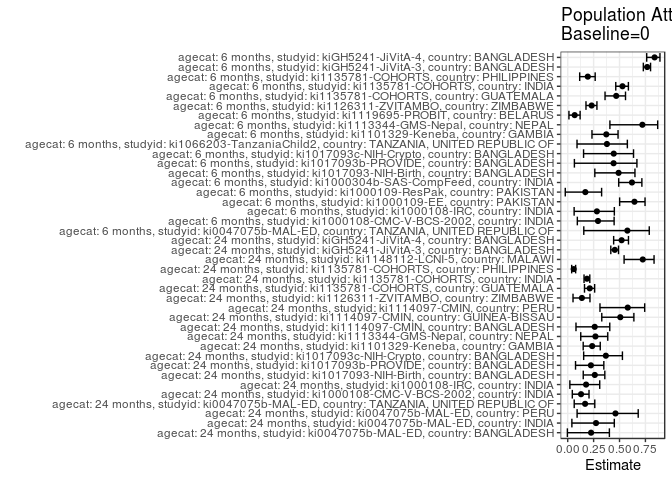 Population Att
Baseline=0
agecat: 6 months, studyid: kiGH5241-JiVitA-4, country: BANGLADESH
agecat: 6 months, studyid: kiGH5241-JiVitA-3, country: BANGLADESH
agecat: 6 months, studyid: ki1135781-COHORTS, country: PHILIPPINES
agecat: 6 months, studyid: ki1135781-COHORTS, country: INDIA
agecat: 6 months, studyid: ki1135781-COHORTS, country: GUATEMALA
agecat: 6 months, studyid: ki1126311-ZVITAMBO, country: ZIMBABWE
agecat: 6 months, studyid: ki1119695-PROBIT, country: BELARUS
agecat: 6 months, studyid: ki1113344-GMS-Nepal, country: NEPAL
agecat: 6 months, studyid: ki1101329-Keneba, country: GAMBIA
agecat: 6 months, studyid: ki1066203-TanzaniaChild2, country: TANZANIA, UNITED REPUBLIC OF
agecat: 6 months, studyid: ki1017093c-NIH-Crypto, country: BANGLADESH
agecat: 6 months, studyid: ki1017093b-PROVIDE, country: BANGLADESH
agecat: 6 months, studyid: ki1017093-NIH-Birth, country: BANGLADESH
agecat: 6 months, studyid: ki1000304b-SAS-CompFeed, country: INDIA
agecat: 6 months, studyid: ki1000109-ResPak, country: PAKISTAN
agecat: 6 months, studyid: ki1000109-EE, country: PAKISTAN
agecat: 6 months, studyid: ki1000108-IRC, country: INDIA
agecat: 6 months, studyid: ki1000108-CMC-V-BCS-2002, country: INDIA
agecat: 6 months, studyid: ki0047075b-MAL-ED, country: TANZANIA, UNITED REPUBLIC OF
agecat: 24 months, studyid: kiGH5241-JiVitA-4, country: BANGLADESH
agecat: 24 months, studyid: kiGH5241-JiVitA-3, country: BANGLADESH
agecat: 24 months, studyid: ki1148112-LCNI-5, country: MALAWI
agecat: 24 months, studyid: ki1135781-COHORTS, country: PHILIPPINES
agecat: 24 months, studyid: ki1135781-COHORTS, country: INDIA
agecat: 24 months, studyid: ki1135781-COHORTS, country: GUATEMALA
agecat: 24 months, studyid: ki1126311-ZVITAMBO, country: ZIMBABWE
agecat: 24 months, studyid: ki1114097-CMIN, country: PERU
agecat: 24 months, studyid: ki1114097-CMIN, country: GUINEA-BISSAU
agecat: 24 months, studyid: ki1114097-CMIN, country: BANGLADESH
agecat: 24 months, studyid: ki1113344-GMS-Nepal, country: NEPAL
agecat: 24 months, studyid: ki1101329-Keneba, country: GAMBIA
agecat: 24 months, studyid: ki1017093c-NIH-Crypto, country: BANGLADESH
agecat: 24 months, studyid: ki1017093b-PROVIDE, country: BANGLADESH
agecat: 24 months, studyid: ki1017093-NIH-Birth, country: BANGLADESH
agecat: 24 months, studyid: ki1000108-IRC, country: INDIA
agecat: 24 months, studyid: ki1000108-CMC-V-BCS-2002, country: INDIA
agecat: 24 months, studyid: ki0047075b-MAL-ED, country: TANZANIA, UNITED REPUBLIC OF
agecat: 24 months, studyid: ki0047075b-MAL-ED, country: PERU
agecat: 24 months, studyid: ki0047075b-MAL-ED, country: INDIA
agecat: 24 months, studyid: ki0047075b-MAL-ED, country: BANGLADESH
0.00 0.25 0.50 0.75
Estimate